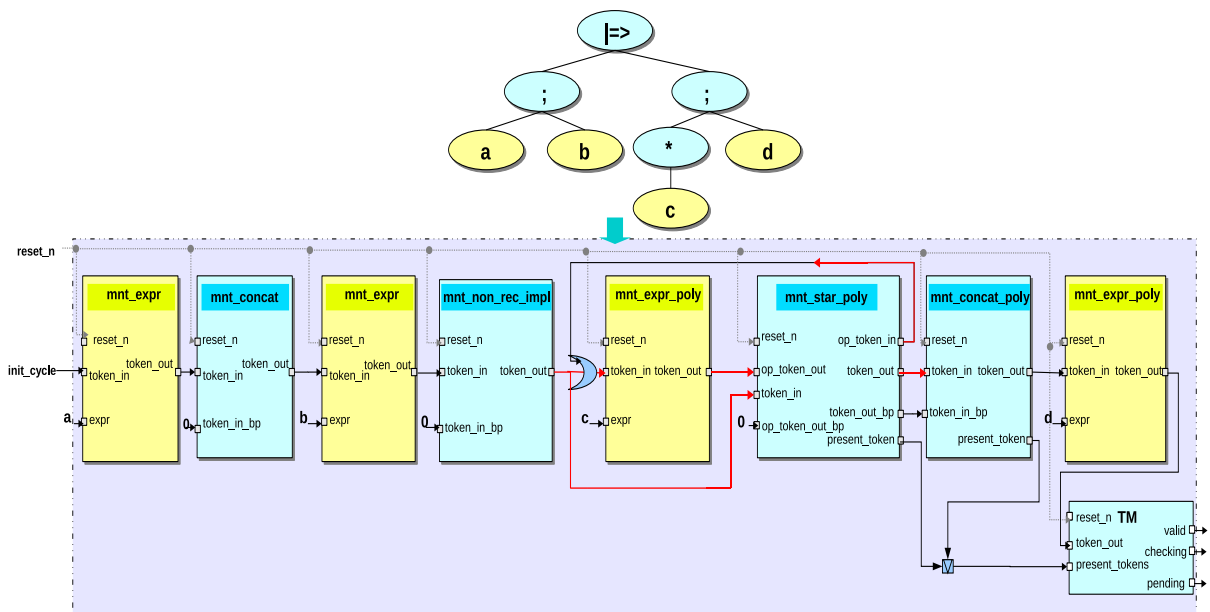 |=>
;
;
a
b
*
d
c
reset_n
mnt_expr
mnt_concat
mnt_expr
mnt_non_rec_impl
mnt_expr_poly
mnt_star_poly
mnt_concat_poly
mnt_expr_poly
reset_n
reset_n
reset_n
reset_n
reset_n
reset_n
op_token_in
reset_n
reset_n
init_cycle
token_in
token_out
token_in
token_out
token_in
token_out
token_in
token_out
token_in
token_out
op_token_out
token_out
token_in
token_out
token_in
token_out
token_in
a
expr
0
token_in_bp
b
expr
0
token_in_bp
c
expr
0
op_token_out_bp
token_out_bp
token_in_bp
d
expr
present_token
present_token
reset_n
TM
valid
token_out
checking
present_tokens
V
pending